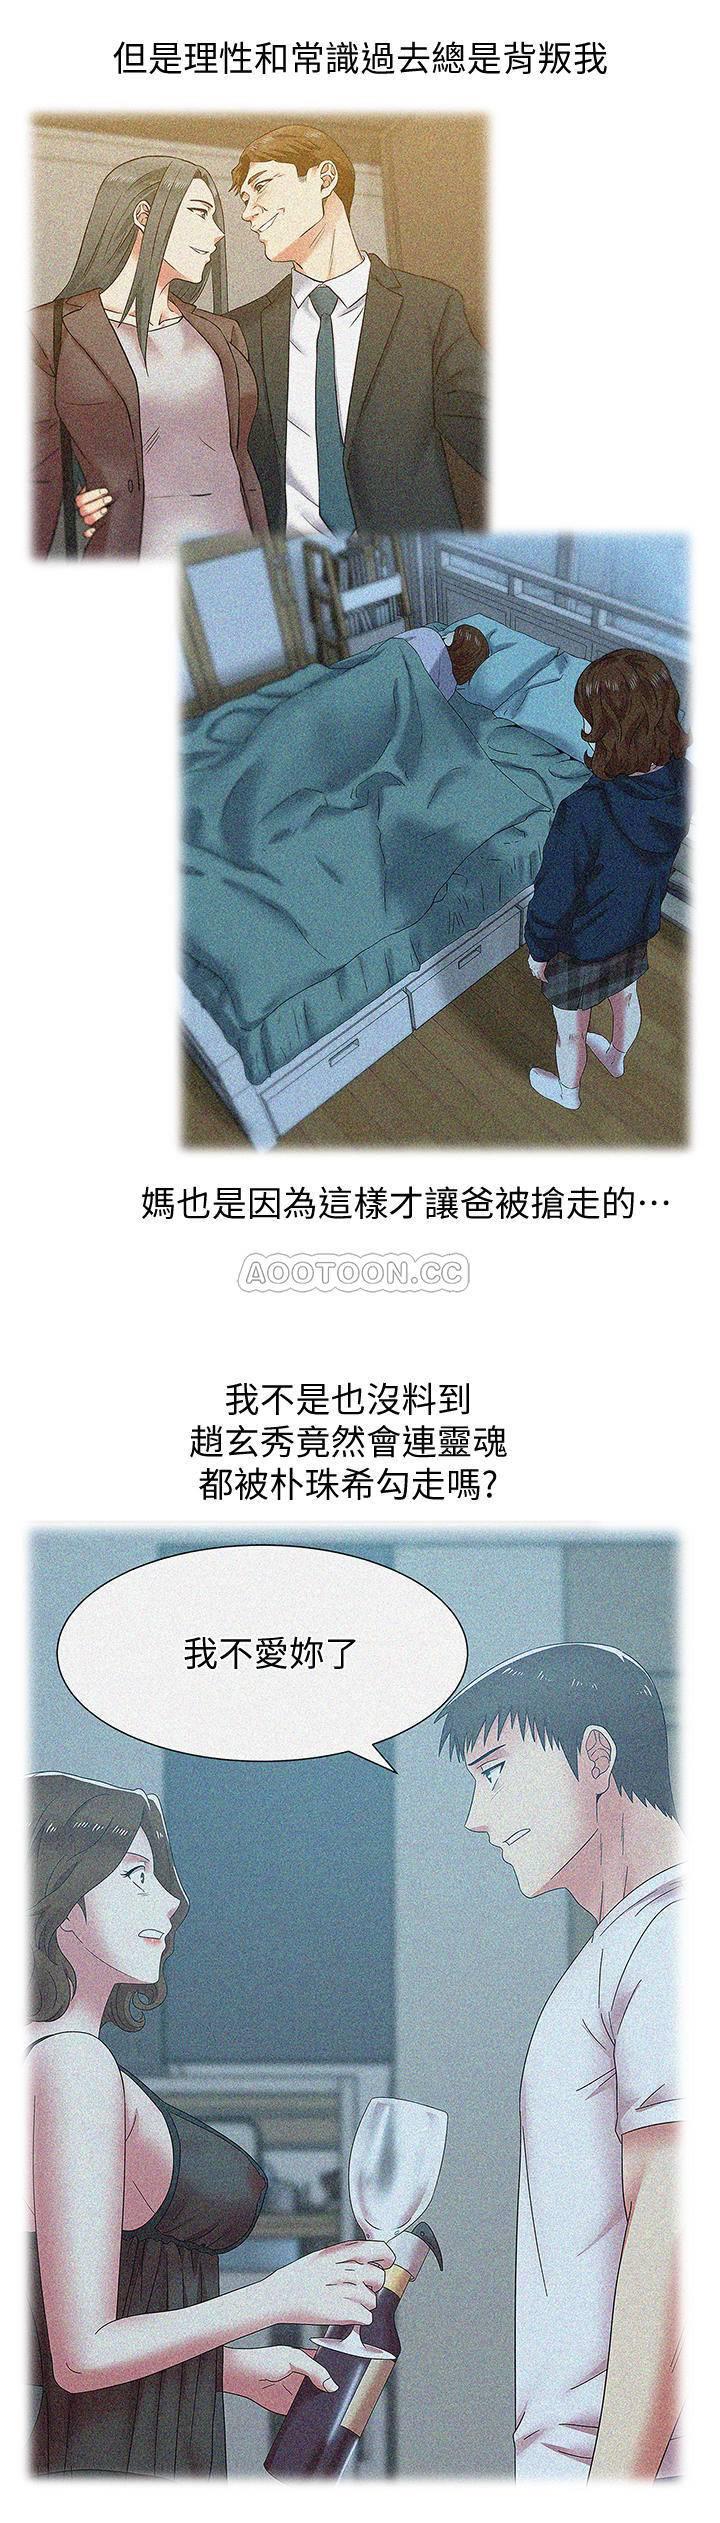 但是理性和常識過去總是背叛我
媽也是因為這樣才讓爸被搶走的…
AOOTOON.CC
我不是也沒料到
趙玄秀竟然會連靈魂
都被朴珠希勾走嗎?
我不愛妳了